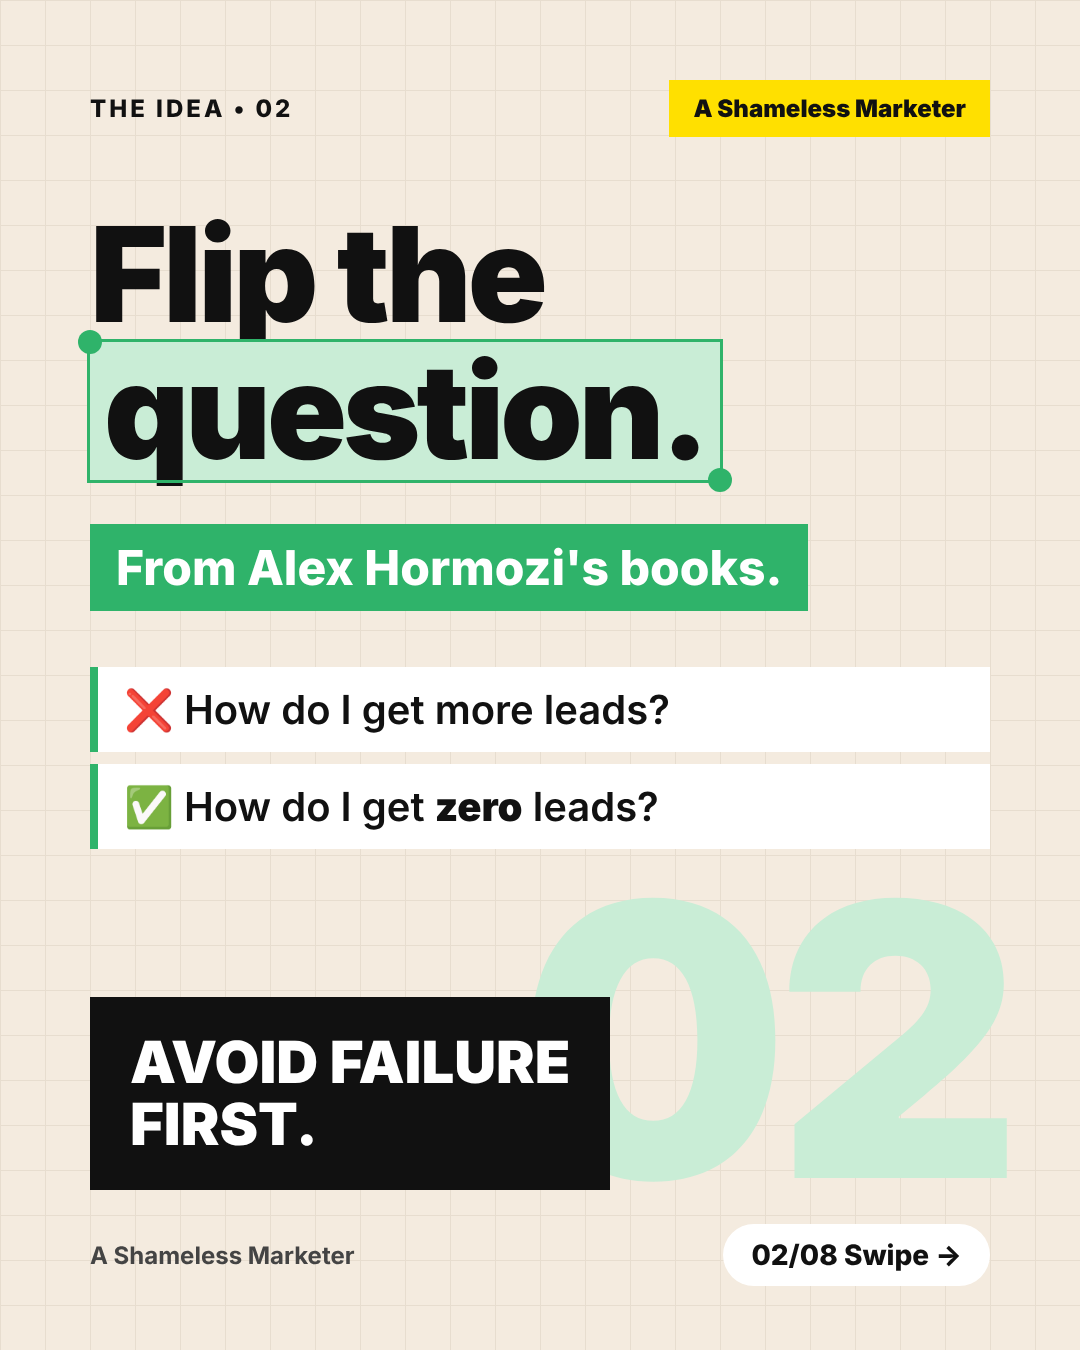 THE IDEA • 02
A Shameless Marketer
Flip the
question.
From Alex Hormozi's books.
❌ How do I get more leads?
✅ How do I get zero leads?
02
AVOID FAILURE
FIRST.
A Shameless Marketer
02/08 Swipe →